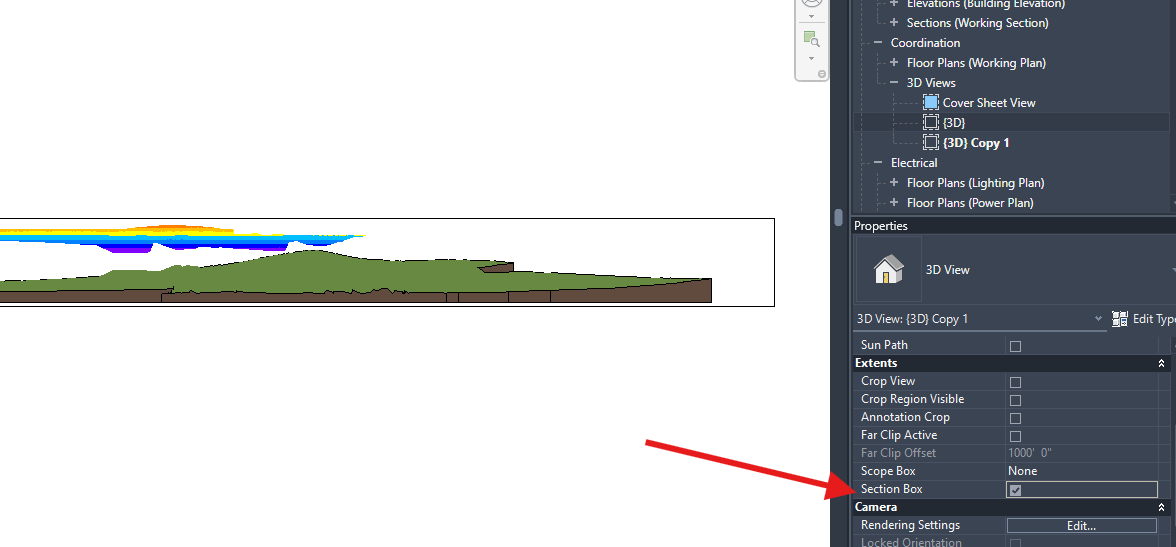 Elevations (Building Elevation)
Sections (Working Section)
Coordination
Floor Plans (Working Plan)
3D Views
Cover Sheet View
{3D}
{3D} Copy 1
Electrical
Floor Plans (Lighting Plan)
Floor Plans (Power Plan)
Properties
3D View
3D View: {3D} Copy 1
Edit Type
Sun Path
Extents
Crop View
Crop Region Visible
Annotation Crop
Far Clip Active
Far Clip Offset 1000' 0"
Scope Box None
Section Box
Camera
Rendering Settings Edit...
Locked Orientation